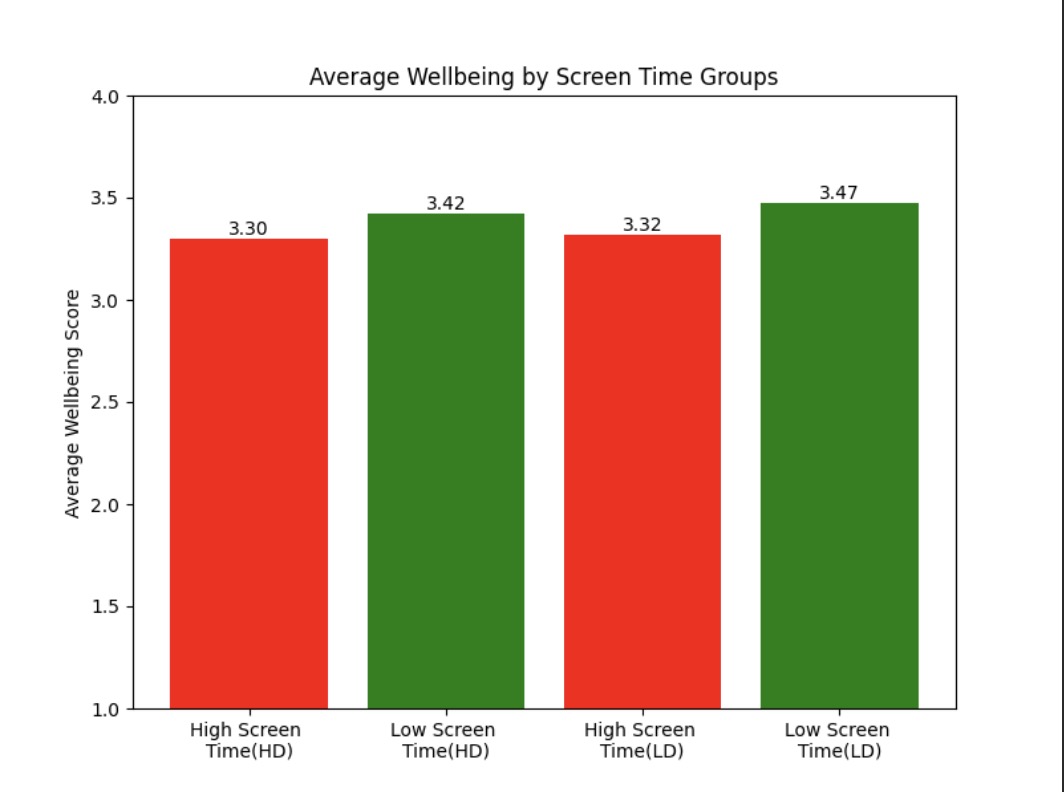 Average Wellbeing by Screen Time Groups
4.0
3.5
3.0
2.5
2.0
1.5
1.0
Average Wellbeing Score
3.30
3.42
3.32
3.47
High Screen
Time(HD)
Low Screen
Time(HD)
High Screen
Time(LD)
Low Screen
Time(LD)